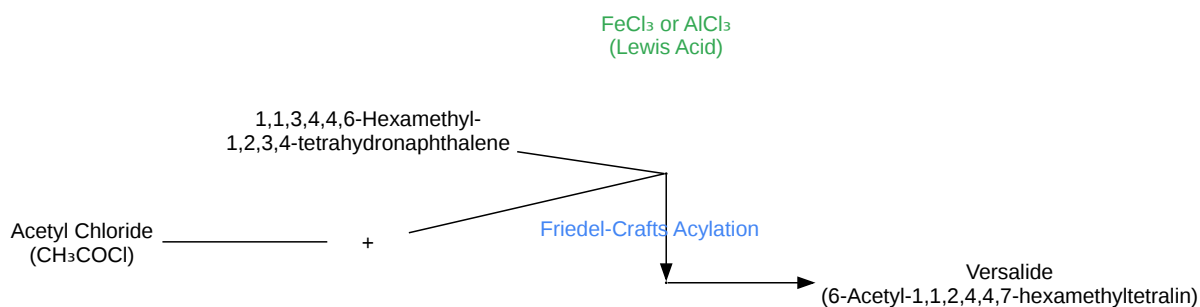 FeCl₃ or AlCl₃
(Lewis Acid)
1,1,3,4,4,6-Hexamethyl-
1,2,3,4-tetrahydronaphthalene
Acetyl Chloride
(CH₃COCl)
+
Friedel-Crafts Acylation
Versalide
(6-Acetyl-1,1,2,4,4,7-hexamethyltetralin)